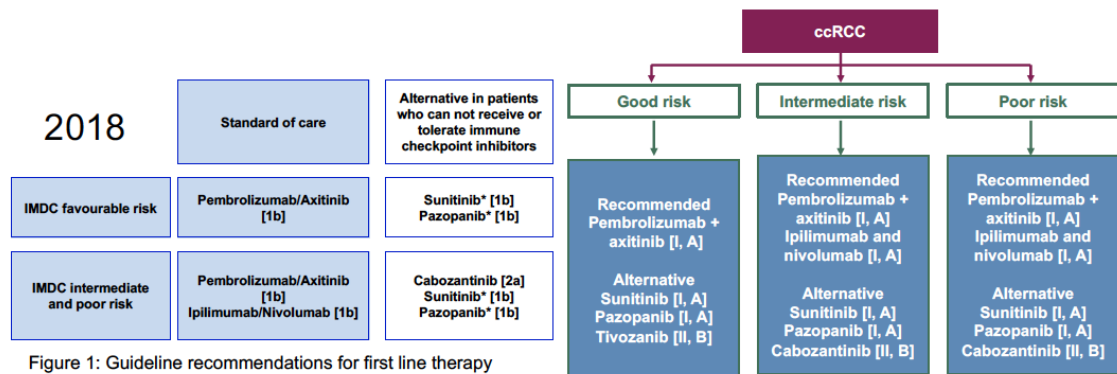 2018
Standard of care
Alternative in patients
who can not receive or
tolerate immune
checkpoint inhibitors
IMDC favourable risk
Pembrolizumab/Axitinib
[1b]
Sunitinib* [1b]
Pazopanib* [1b]
IMDC intermediate
and poor risk
Pembrolizumab/Axitinib
[1b]
Ipilimumab/Nivolumab [1b]
Cabozantinib [2a]
Sunitinib* [1b]
Pazopanib* [1b]
Figure 1: Guideline recommendations for first line therapy
ccRCC
Good risk
Intermediate risk
Poor risk
Recommended
Pembrolizumab +
axitinib [I, A]
Alternative
Sunitinib [I, A]
Pazopanib [I, A]
Tivozanib [II, B]
Recommended
Pembrolizumab +
axitinib [I, A]
Ipilimumab and
nivolumab [I, A]
Alternative
Sunitinib [I, A]
Pazopanib [I, A]
Cabozantinib [II, B]
Recommended
Pembrolizumab +
axitinib [I, A]
Ipilimumab and
nivolumab [I, A]
Alternative
Sunitinib [I, A]
Pazopanib [I, A]
Cabozantinib [II, B]